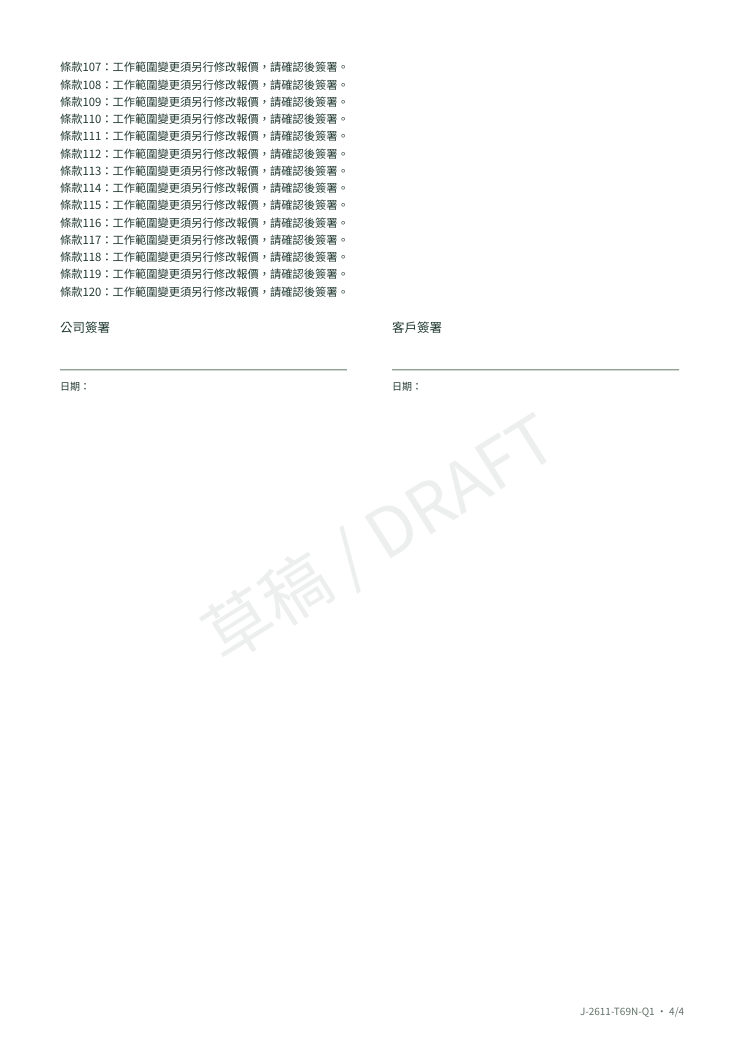 條款107：工作範圍變更須另行修改報價，請確認後簽署。
條款108：工作範圍變更須另行修改報價，請確認後簽署。
條款109：工作範圍變更須另行修改報價，請確認後簽署。
條款110：工作範圍變更須另行修改報價，請確認後簽署。
條款111：工作範圍變更須另行修改報價，請確認後簽署。
條款112：工作範圍變更須另行修改報價，請確認後簽署。
條款113：工作範圍變更須另行修改報價，請確認後簽署。
條款114：工作範圍變更須另行修改報價，請確認後簽署。
條款115：工作範圍變更須另行修改報價，請確認後簽署。
條款116：工作範圍變更須另行修改報價，請確認後簽署。
條款117：工作範圍變更須另行修改報價，請確認後簽署。
條款118：工作範圍變更須另行修改報價，請確認後簽署。
條款119：工作範圍變更須另行修改報價，請確認後簽署。
條款120：工作範圍變更須另行修改報價，請確認後簽署。
公司簽署
客戶簽署
日期：
日期：
草稿 / DRAFT
J-2611-T69N-Q1 · 4/4